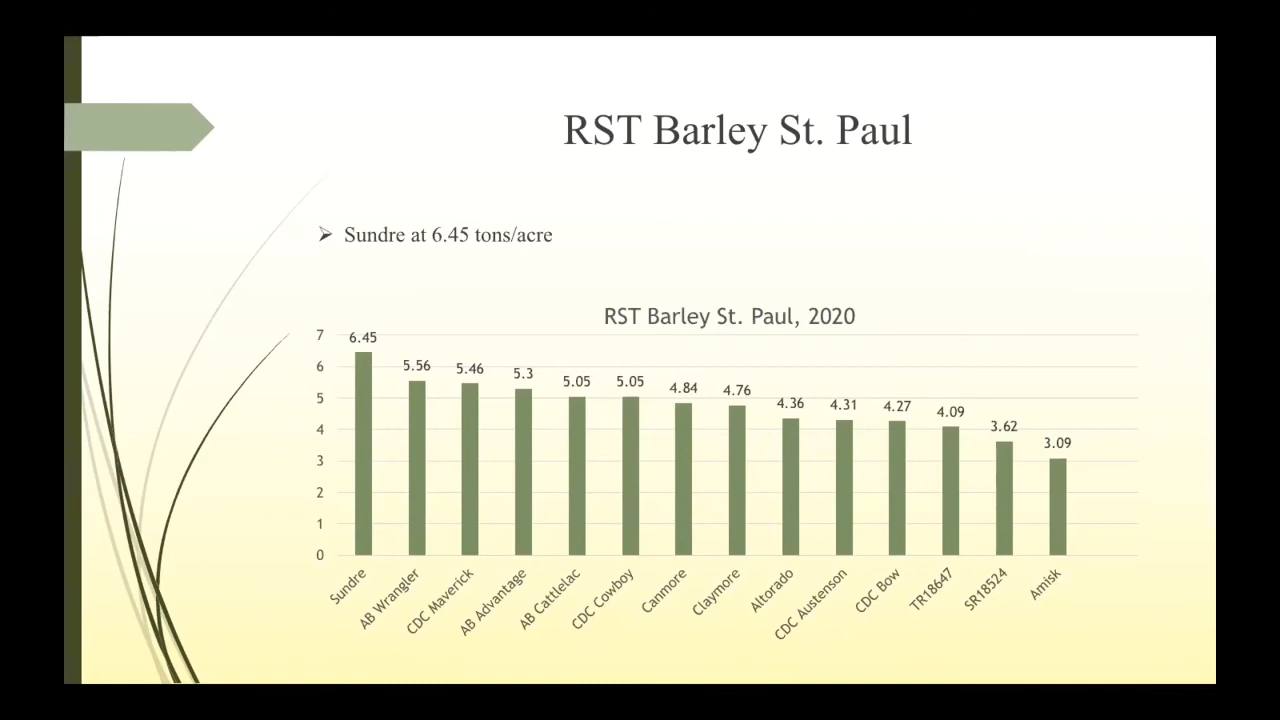 RST Barley St. Paul
➢ Sundre at 6.45 tons/acre
RST Barley St. Paul, 2020
7
6
5
4
3
2
1
0
6.45
5.56
5.46
5.3
5.05
5.05
4.84
4.76
4.36
4.31
4.27
4.09
3.62
3.09
Sundre
AB Wrangler
CDC Maverick
AB Advantage
AB Cattlelac
CDC Cowboy
Canmore
Claymore
Altorado
CDC Austenson
CDC Bow
TR18647
SR18524
Amisk